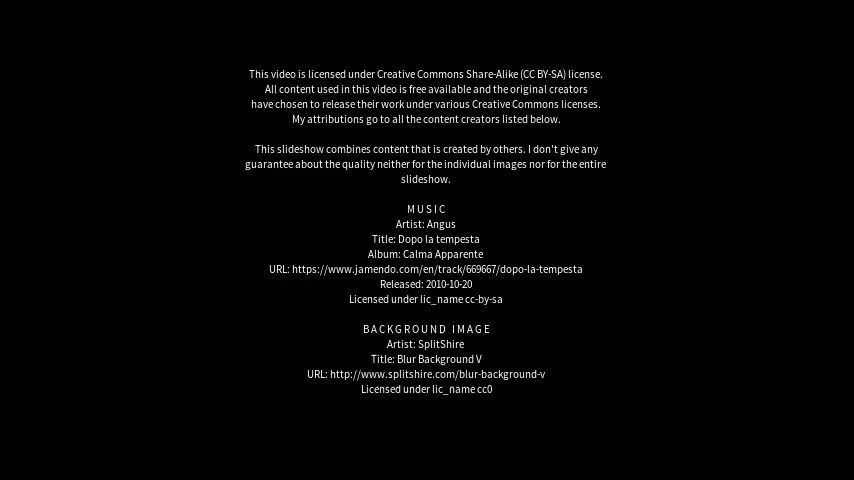 This video is licensed under Creative Commons Share-Alike (CC BY-SA) license.
All content used in this video is free available and the original creators
have chosen to release their work under various Creative Commons licenses.
My attributions go to all the content creators listed below.
This slideshow combines content that is created by others. I don't give any
guarantee about the quality neither for the individual images nor for the entire
slideshow.
MUSIC
Artist: Angus
Title: Dopo la tempesta
Album: Calma Apparente
URL: https://www.jamendo.com/en/track/669667/dopo-la-tempesta
Released: 2010-10-20
Licensed under lic_name cc-by-sa
BACKGROUND IMAGE
Artist: SplitShire
Title: Blur Background V
URL: http://www.splitshire.com/blur-background-v
Licensed under lic_name cc0